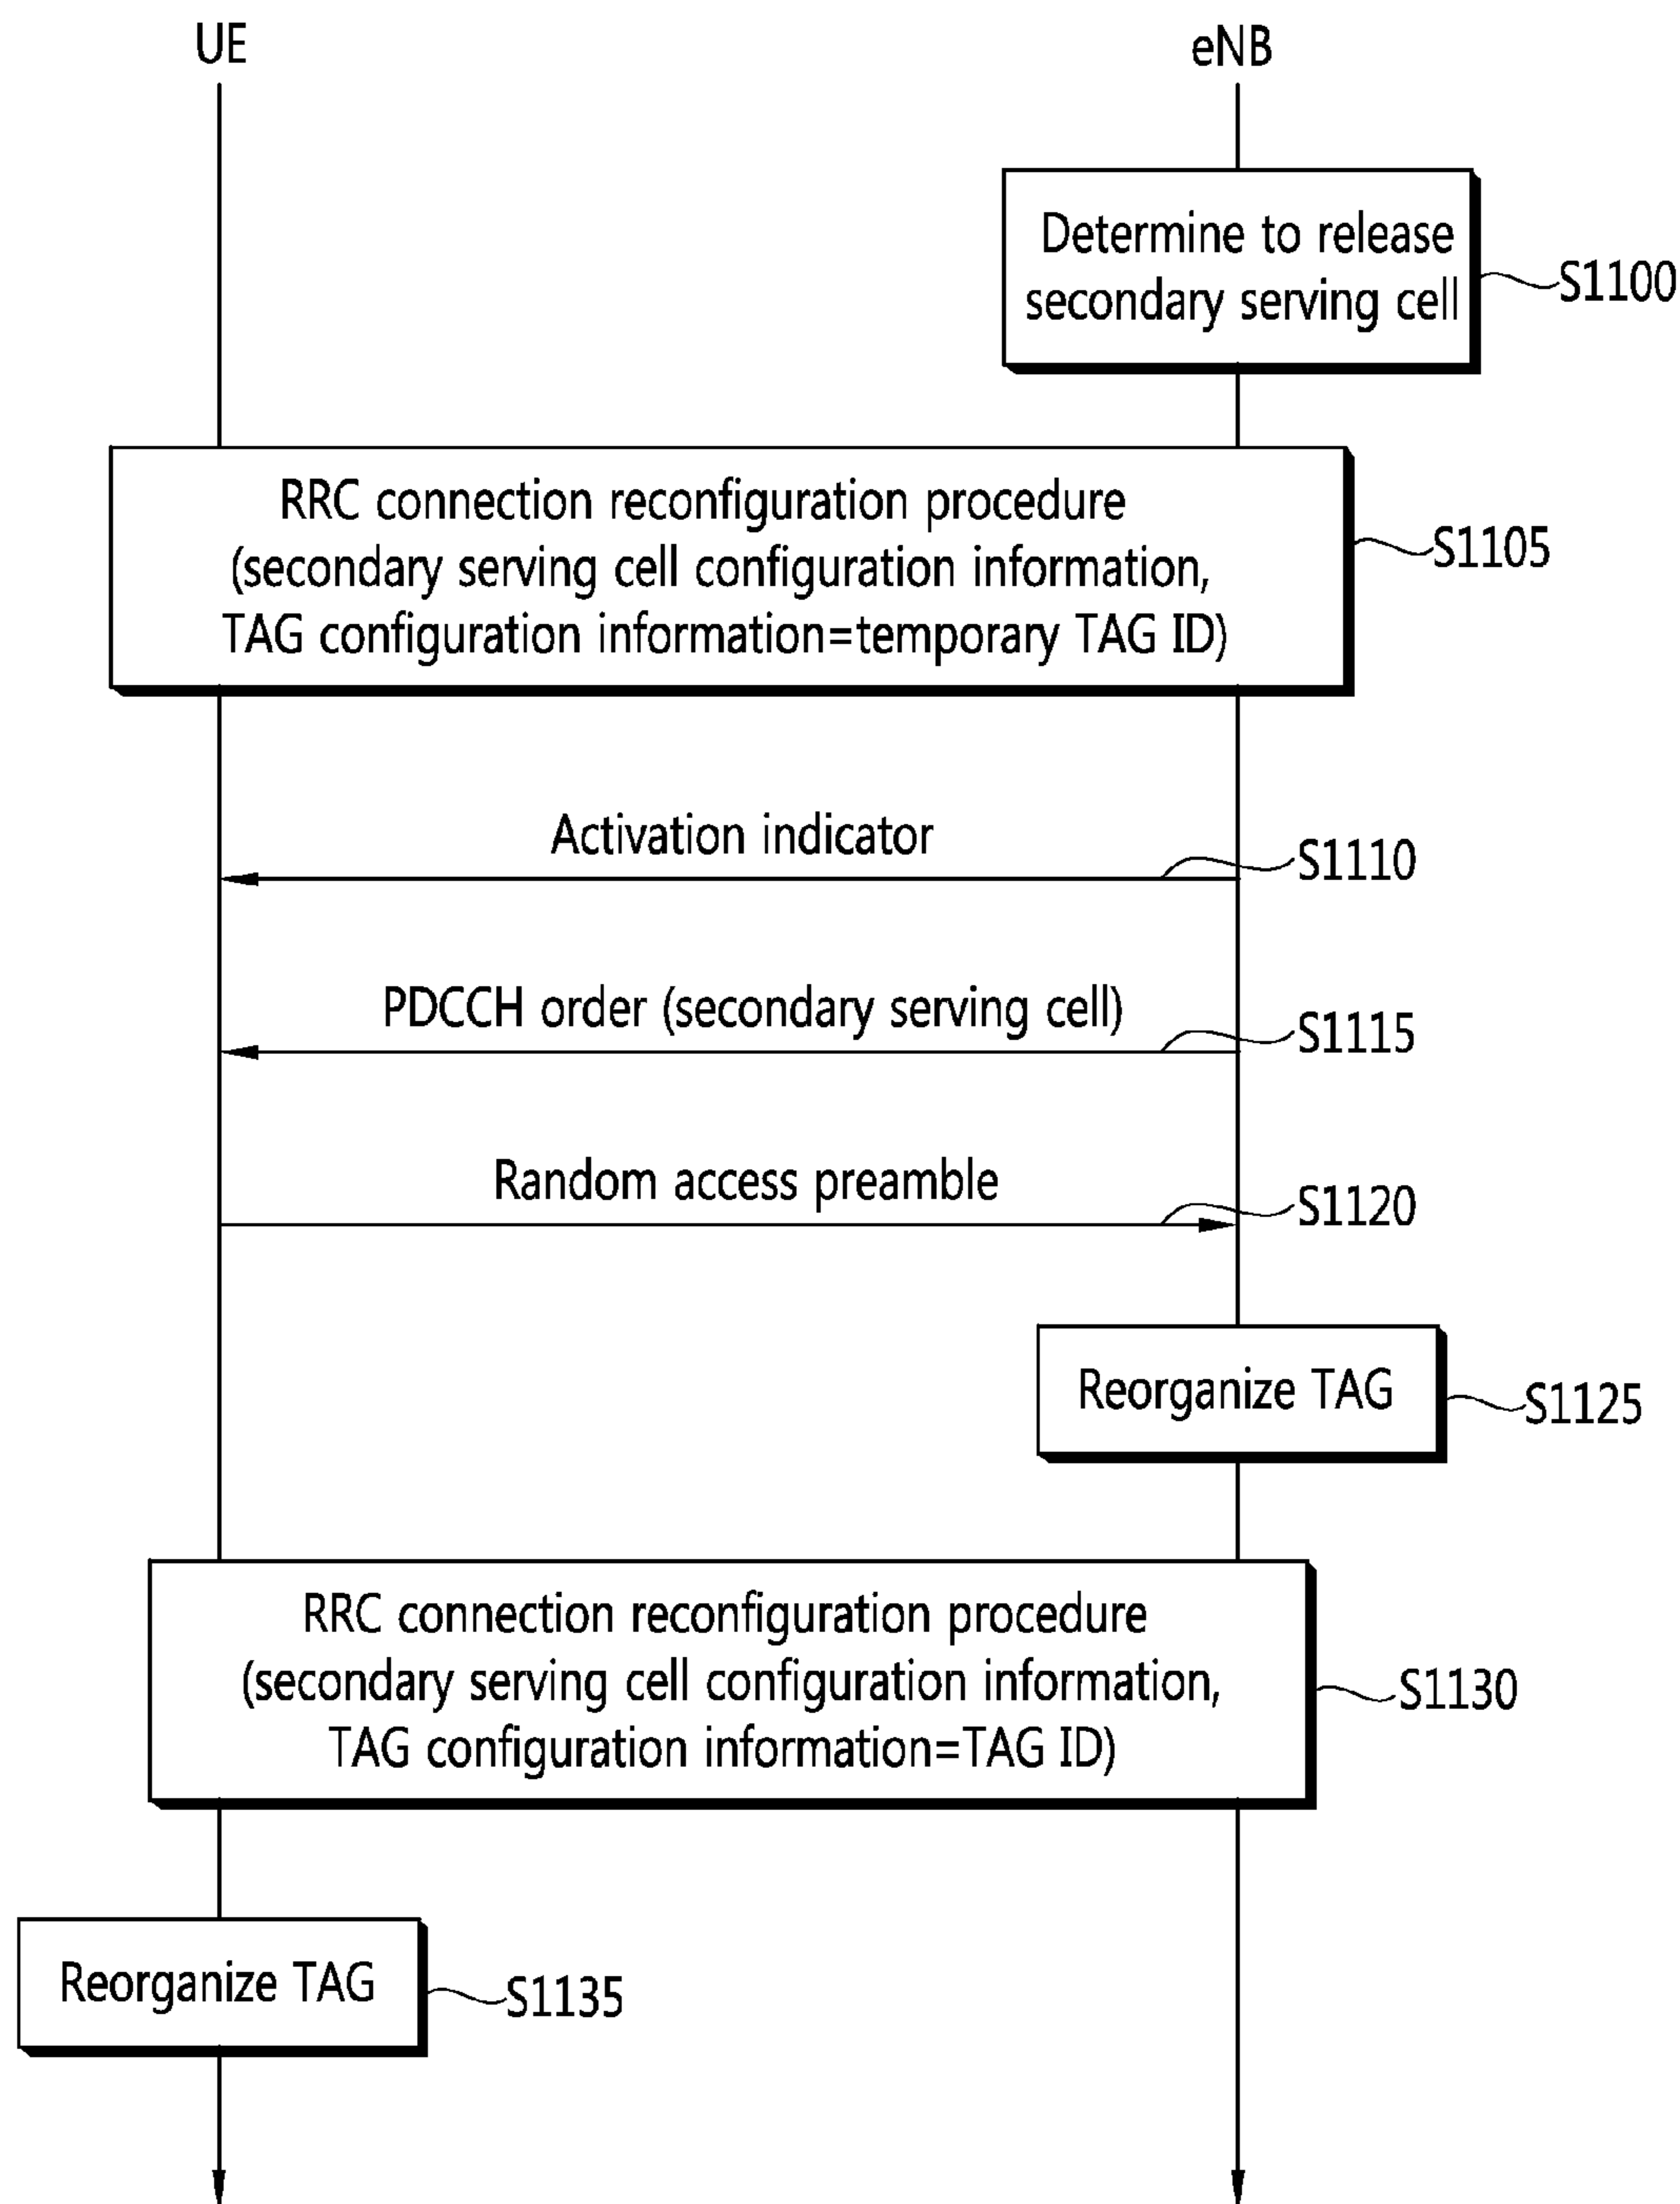 UE
eNB
Determine to release
secondary serving cell
S1100
RRC connection reconfiguration procedure
(secondary serving cell configuration information,
TAG configuration information=temporary TAG ID)
S1105
Activation indicator
S1110
PDCCH order (secondary serving cell)
S1115
Random access preamble
S1120
Reorganize TAG
S1125
RRC connection reconfiguration procedure
(secondary serving cell configuration information,
TAG configuration information=TAG ID)
S1130
Reorganize TAG
S1135